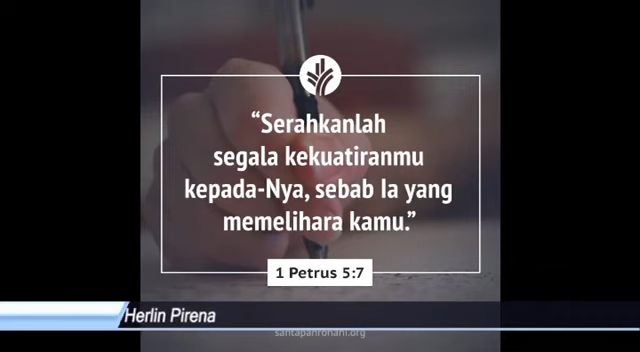 “Serahkanlah
segala kekuatiranmu
kepada-Nya, sebab Ia yang
memelihara kamu.”
1 Petrus 5:7
Herlin Pirena
santapanrohani.org